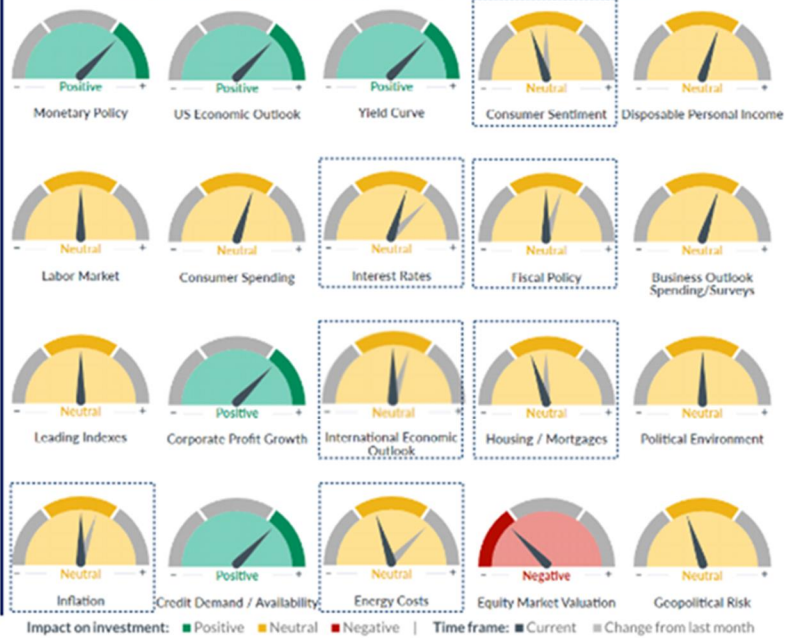 - Positive +
- Positive +
- Positive +
- Neutral +
- Neutral +
Monetary Policy
US Economic Outlook
Yield Curve
Consumer Sentiment
Disposable Personal Income
- Neutral +
- Neutral +
- Neutral +
- Neutral +
- Neutral +
Labor Market
Consumer Spending
Interest Rates
Fiscal Policy
Business Outlook
Spending/Surveys
- Neutral +
- Positive +
- Neutral +
- Neutral +
- Neutral +
Leading Indexes
Corporate Profit Growth
International Economic
Outlook
Housing / Mortgages
Political Environment
- Neutral +
- Positive +
- Neutral +
- Negative +
- Neutral +
Inflation
Credit Demand / Availability
Energy Costs
Equity Market Valuation
Geopolitical Risk
Impact on investment: Positive Neutral Negative | Time frame: Current Change from last month